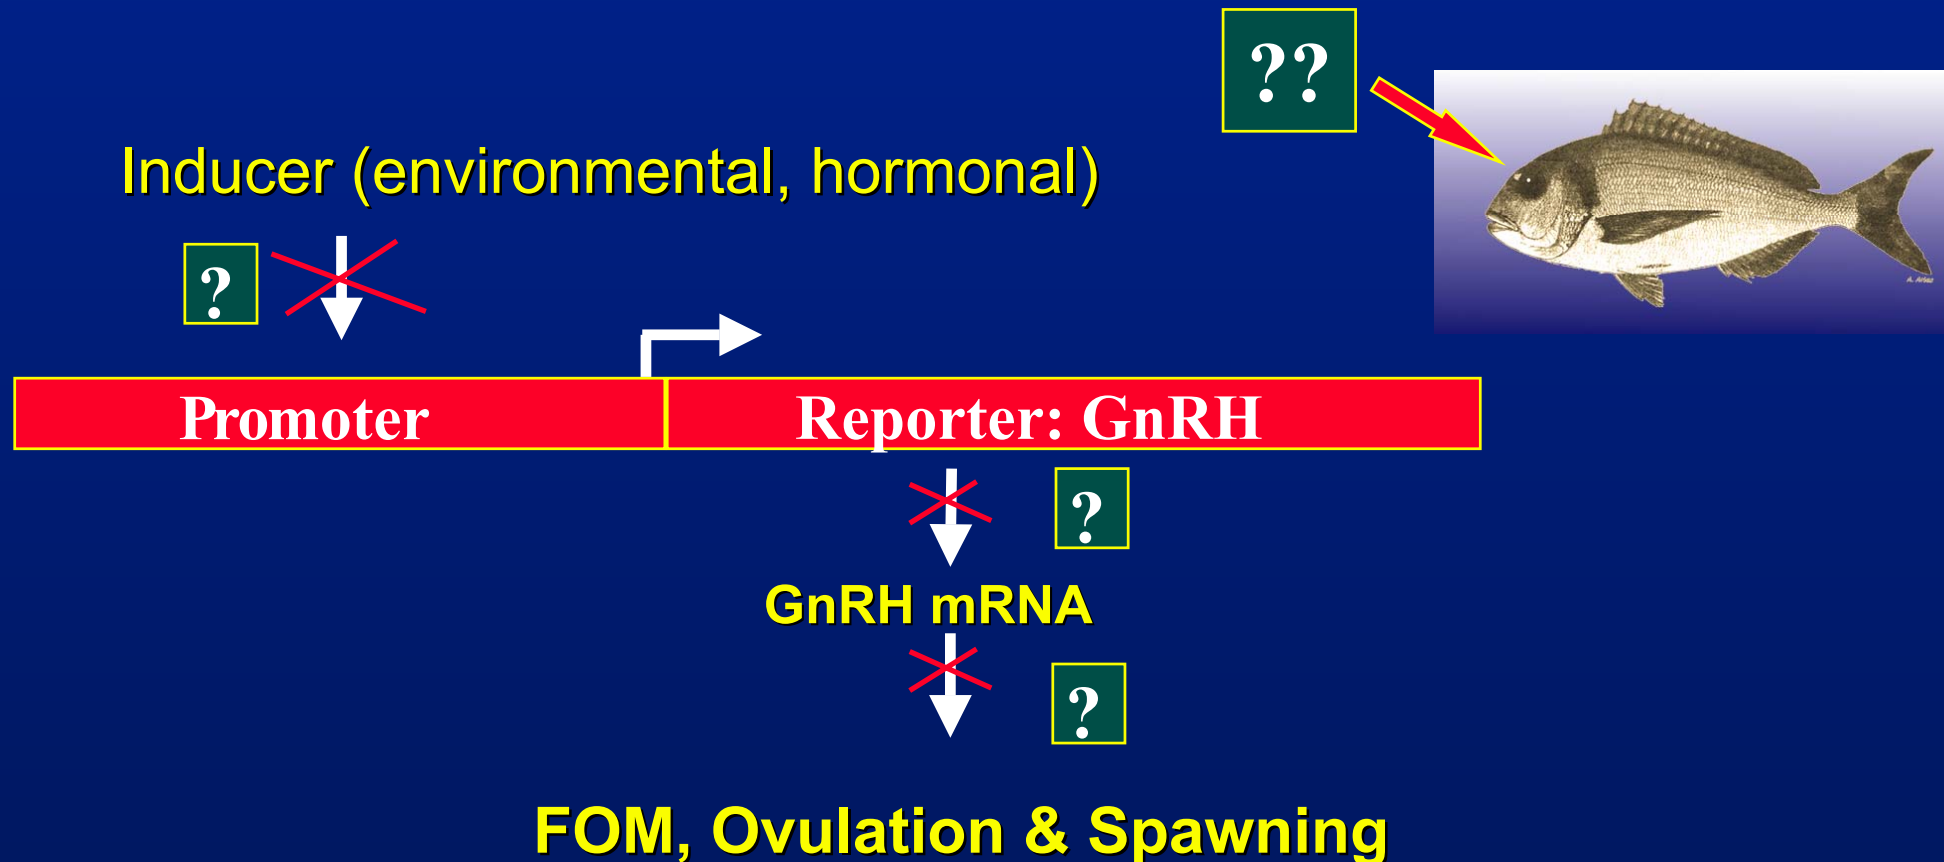 ??
Inducer (environmental, hormonal)
?
Promoter
Reporter: GnRH
?
GnRH mRNA
?
FOM, Ovulation & Spawning